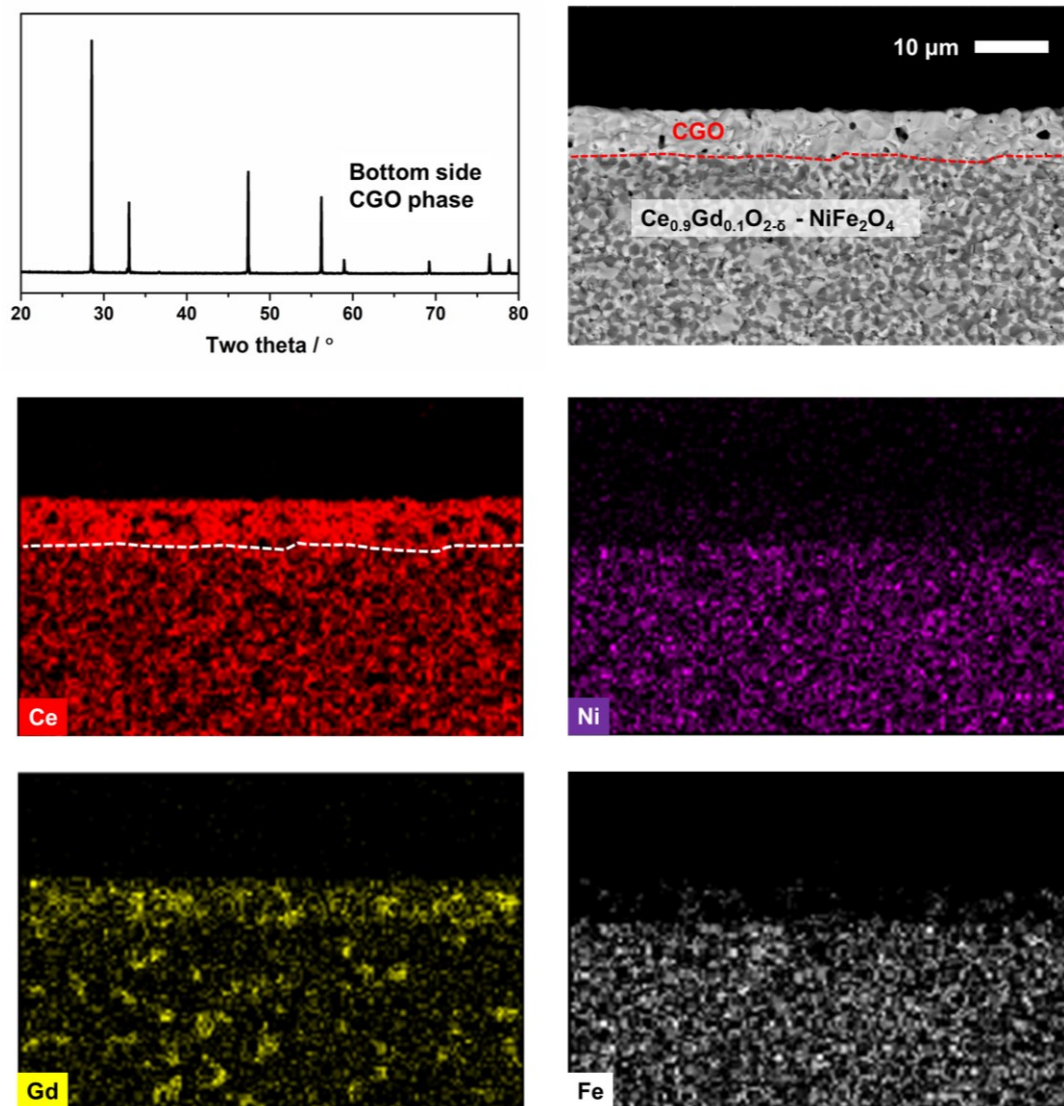 Bottom side
CGO phase
20 30 40 50 60 70 80
Two theta / °
10 μm
CGO
Ce₀.₉Gd₀.₁O₂₋δ - NiFe₂O₄
Ce
Ni
Gd
Fe